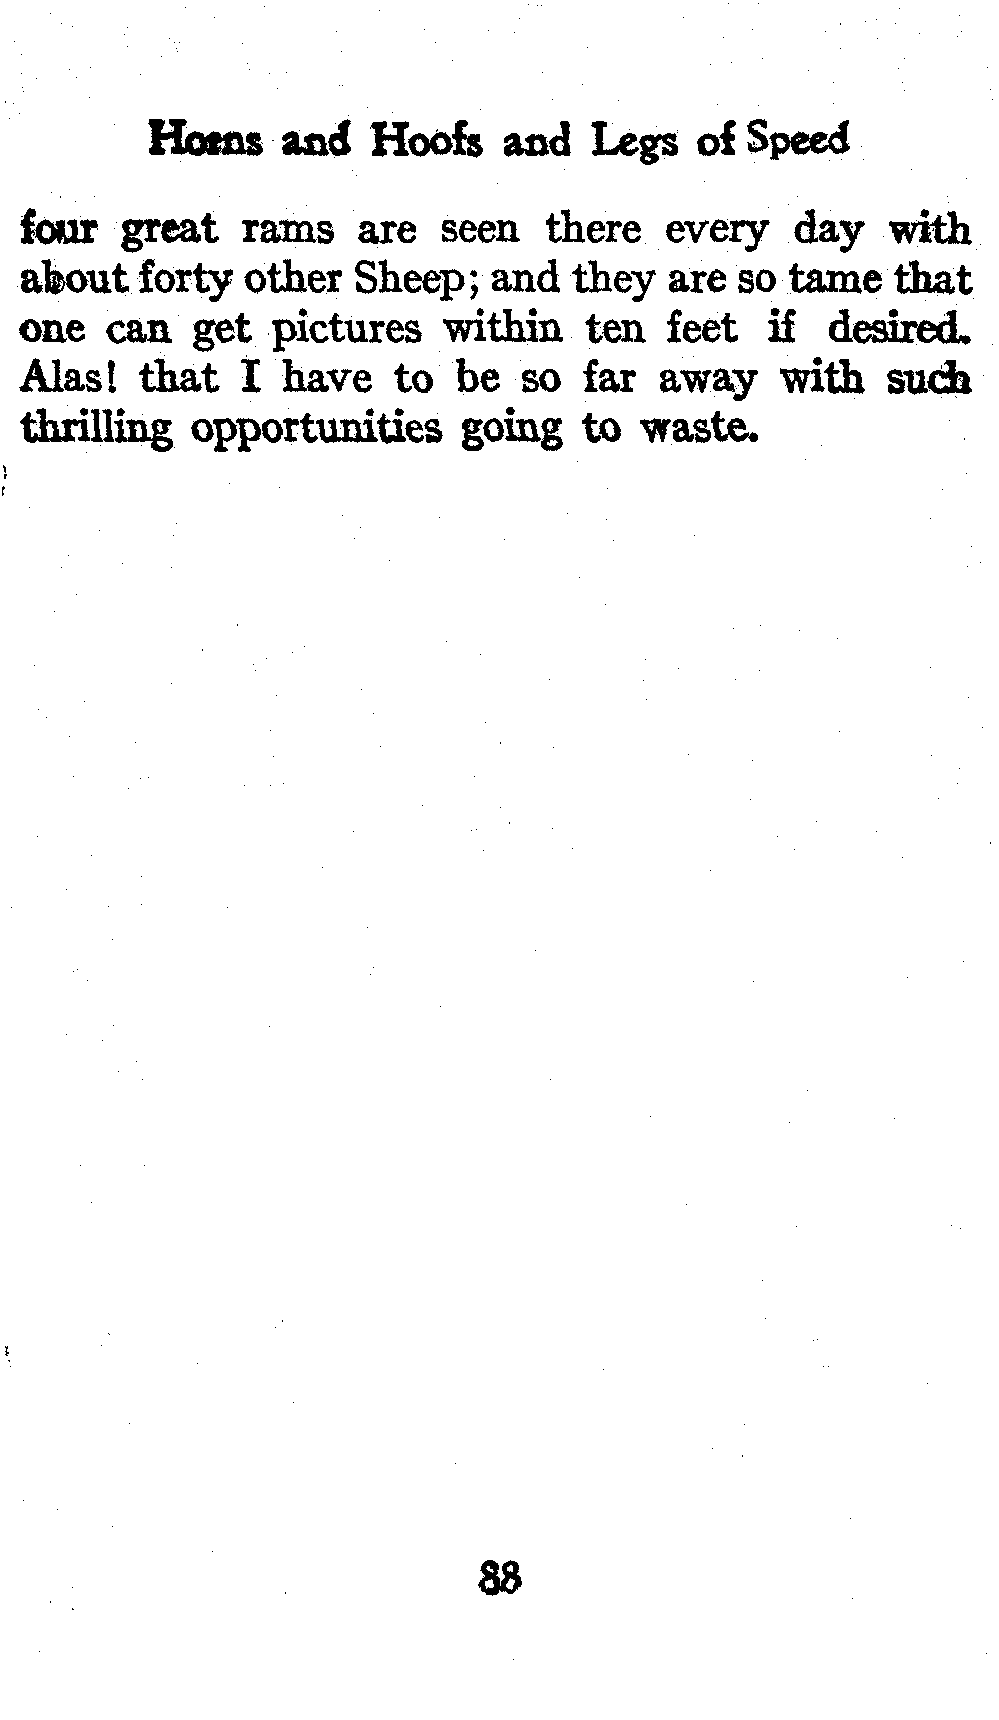 Horns and Hoofs and Legs of Speed
four great rams are seen there every day with
about forty other Sheep; and they are so tame that
one can get pictures within ten feet if desired.
Alas! that I have to be so far away with such
thrilling opportunities going to waste.
88